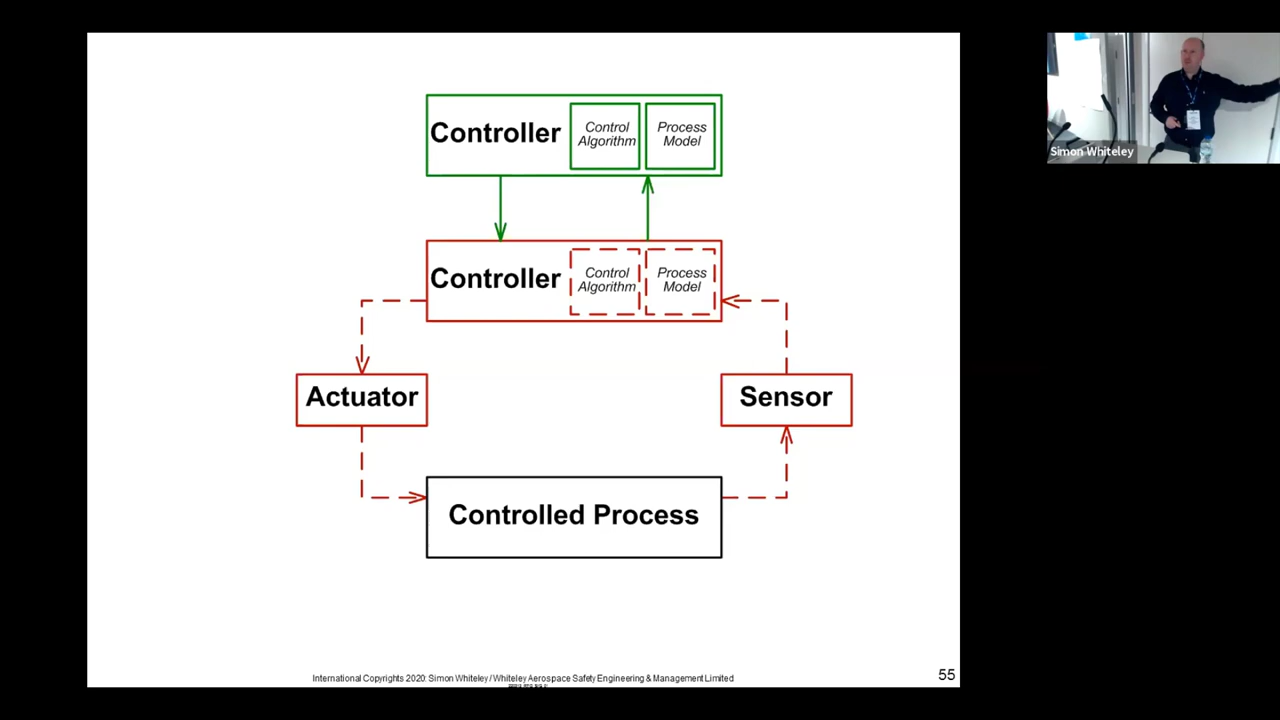 Controller
Control
Algorithm
Process
Model
Controller
Control
Algorithm
Process
Model
Actuator
Sensor
Controlled Process
International Copyrights 2020: Simon Whiteley / Whiteley Aerospace Safety Engineering & Management Limited
55
Simon Whiteley